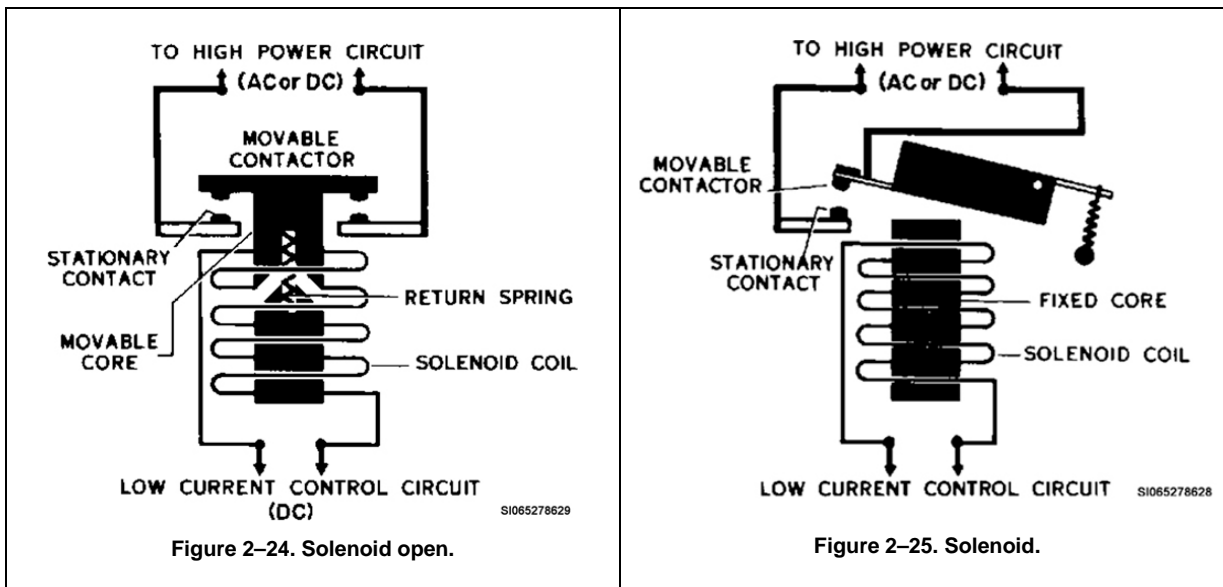 TO HIGH POWER CIRCUIT
(AC or DC)
MOVABLE
CONTACTOR
STATIONARY
CONTACT
RETURN SPRING
MOVABLE
CORE
SOLENOID COIL
LOW CURRENT CONTROL CIRCUIT
(DC)
SI065278629
Figure 2–24. Solenoid open.
TO HIGH POWER CIRCUIT
(AC or DC)
MOVABLE
CONTACTOR
STATIONARY
CONTACT
FIXED CORE
SOLENOID COIL
LOW CURRENT CONTROL CIRCUIT
SI065278628
Figure 2–25. Solenoid.